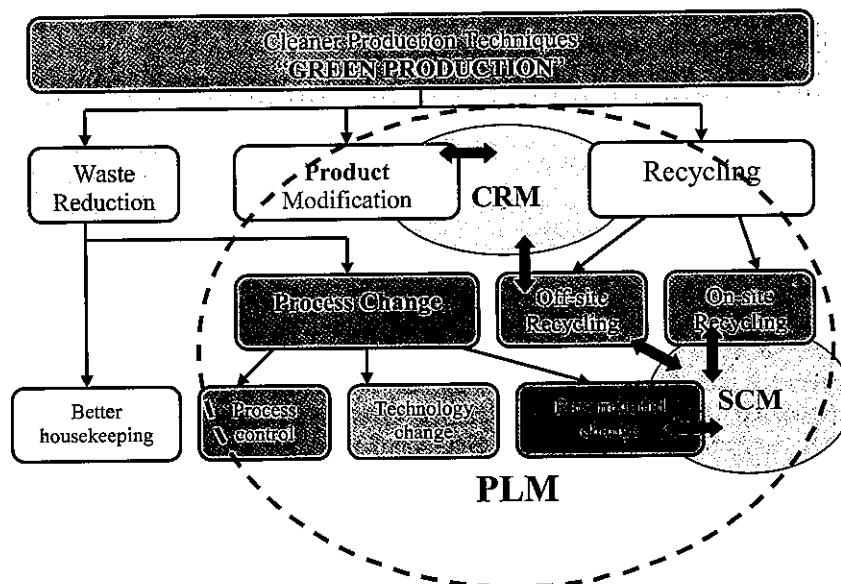 Cleaner Production Techniques
"GREEN PRODUCTION"
Waste
Reduction
Product
Modification
CRM
Recycling
Process Change
Off-site
Recycling
On-site
Recycling
Better
housekeeping
Process
control
Technology
change
change
SCM
PLM